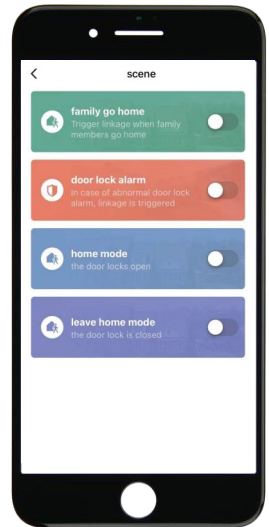 scene
family go home
Trigger linkage when family
members go home
door lock alarm
In case of abnormal door lock
alarm, linkage is triggered
home mode
the door locks open
leave home mode
the door lock is closed